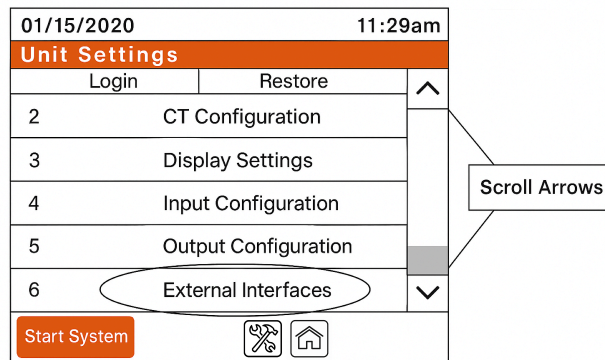 01/15/2020 11:29am
Unit Settings
Login Restore
2 CT Configuration
3 Display Settings
4 Input Configuration
5 Output Configuration
6 External Interfaces
Scroll Arrows
Start System